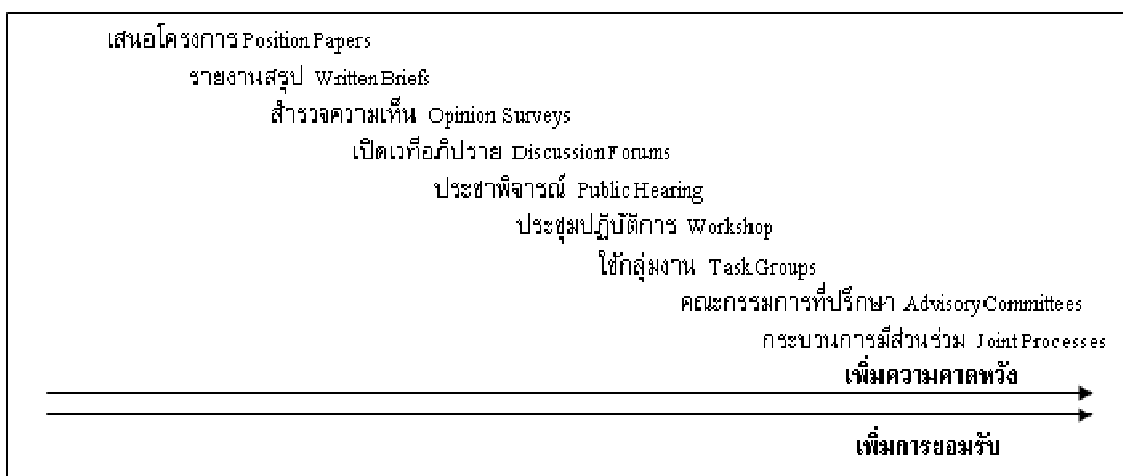 เสนอโครงการ Position Papers
รายงานสรุป Written Briefs
สำรวจความเห็น Opinion Surveys
เปิดเวทีอภิปราย Discussion Forums
ประชาพิจารณ์ Public Hearing
ประชุมปฏิบัติการ Workshop
ใช้กลุ่มงาน Task Groups
คณะกรรมการที่ปรึกษา Advisory Committees
กระบวนการมีส่วนร่วม Joint Processes
เพิ่มความคาดหวัง
เพิ่มการยอมรับ